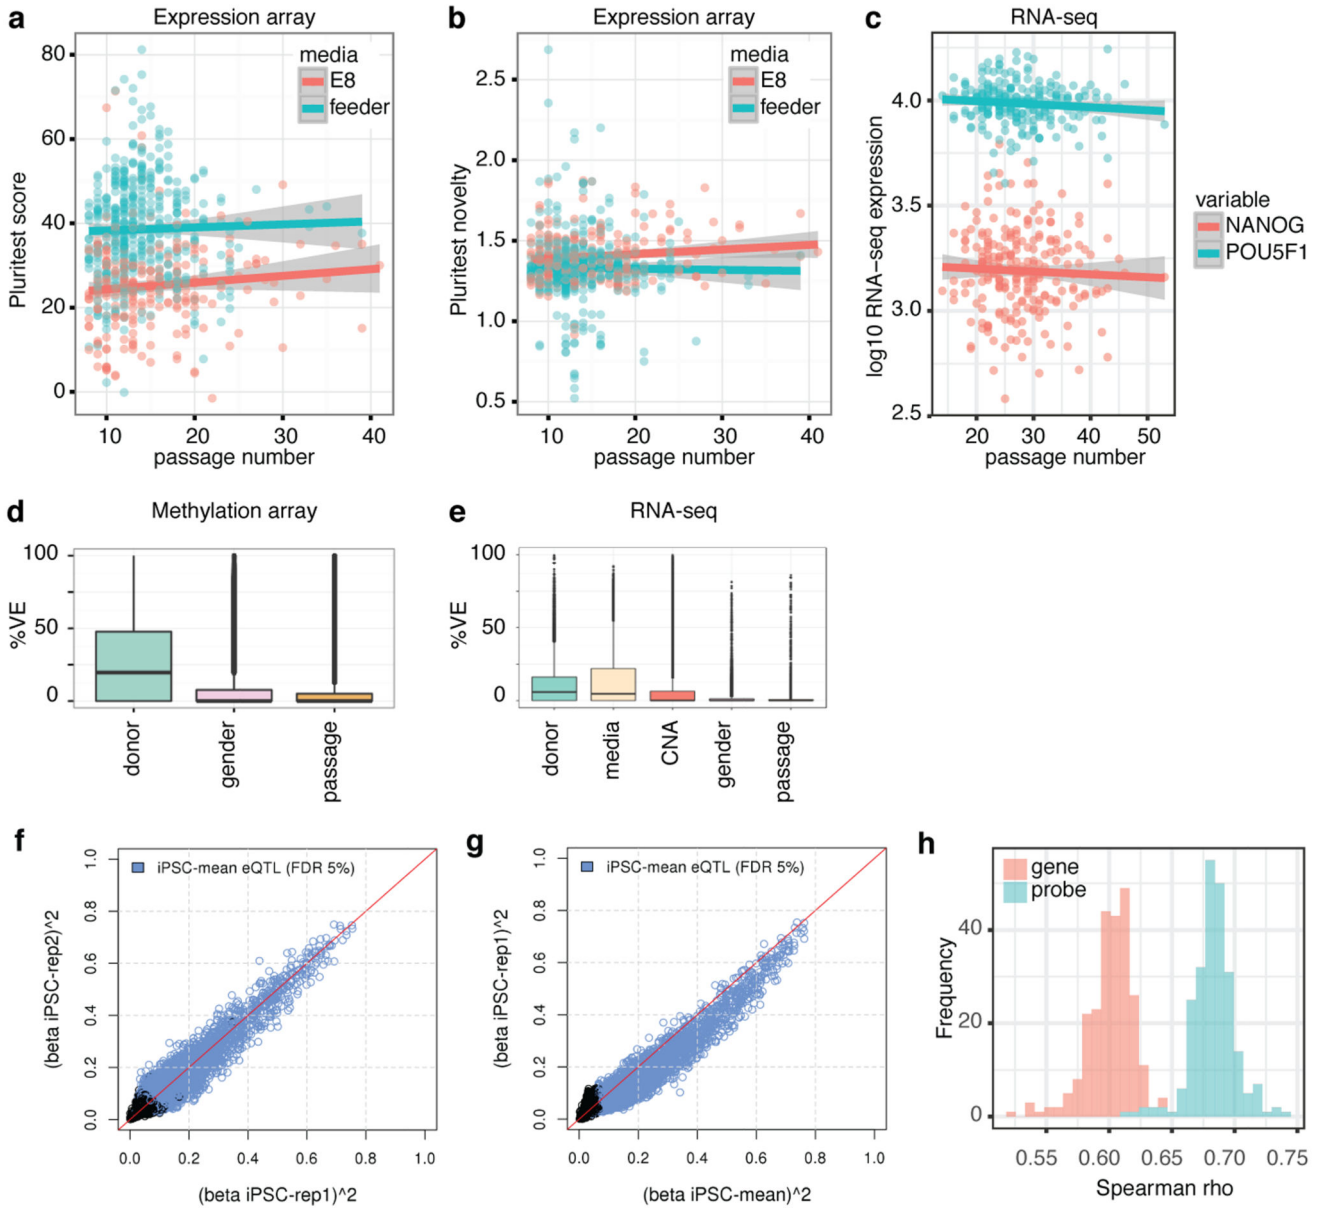 a
Expression array
Pluritest score
80
60
40
20
0
media
E8
feeder
10
20
30
40
passage number
b
Expression array
Pluritest novelty
2.5
2.0
1.5
1.0
0.5
media
E8
feeder
10
20
30
40
passage number
c
RNA-seq
log10 RNA−seq expression
4.0
3.5
3.0
2.5
20
30
40
50
passage number
variable
NANOG
POU5F1
d
Methylation array
%VE
100
50
0
donor
gender
passage
e
RNA-seq
%VE
100
50
0
donor
media
CNA
gender
passage
f
iPSC-mean eQTL (FDR 5%)
(beta iPSC-rep2)^2
1.0
0.8
0.6
0.4
0.2
0.0
0.0
0.2
0.4
0.6
0.8
1.0
(beta iPSC-rep1)^2
g
iPSC-mean eQTL (FDR 5%)
(beta iPSC-rep1)^2
1.0
0.8
0.6
0.4
0.2
0.0
0.0
0.2
0.4
0.6
0.8
1.0
(beta iPSC-mean)^2
h
gene
probe
Frequency
40
20
0
0.55
0.60
0.65
0.70
0.75
Spearman rho